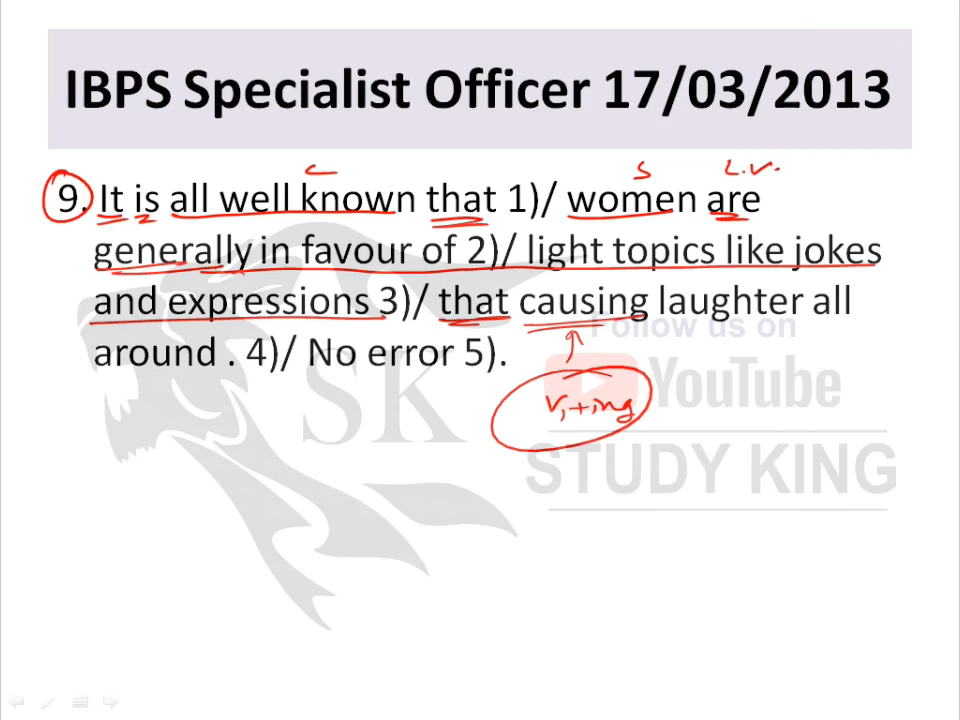 IBPS Specialist Officer 17/03/2013
C S L.V.
9. It is all well known that 1)/ women are
generally in favour of 2)/ light topics like jokes
and expressions 3)/ that causing laughter all
Follow us on
around . 4)/ No error 5).
SK YouTube
V1+ing
STUDY KING